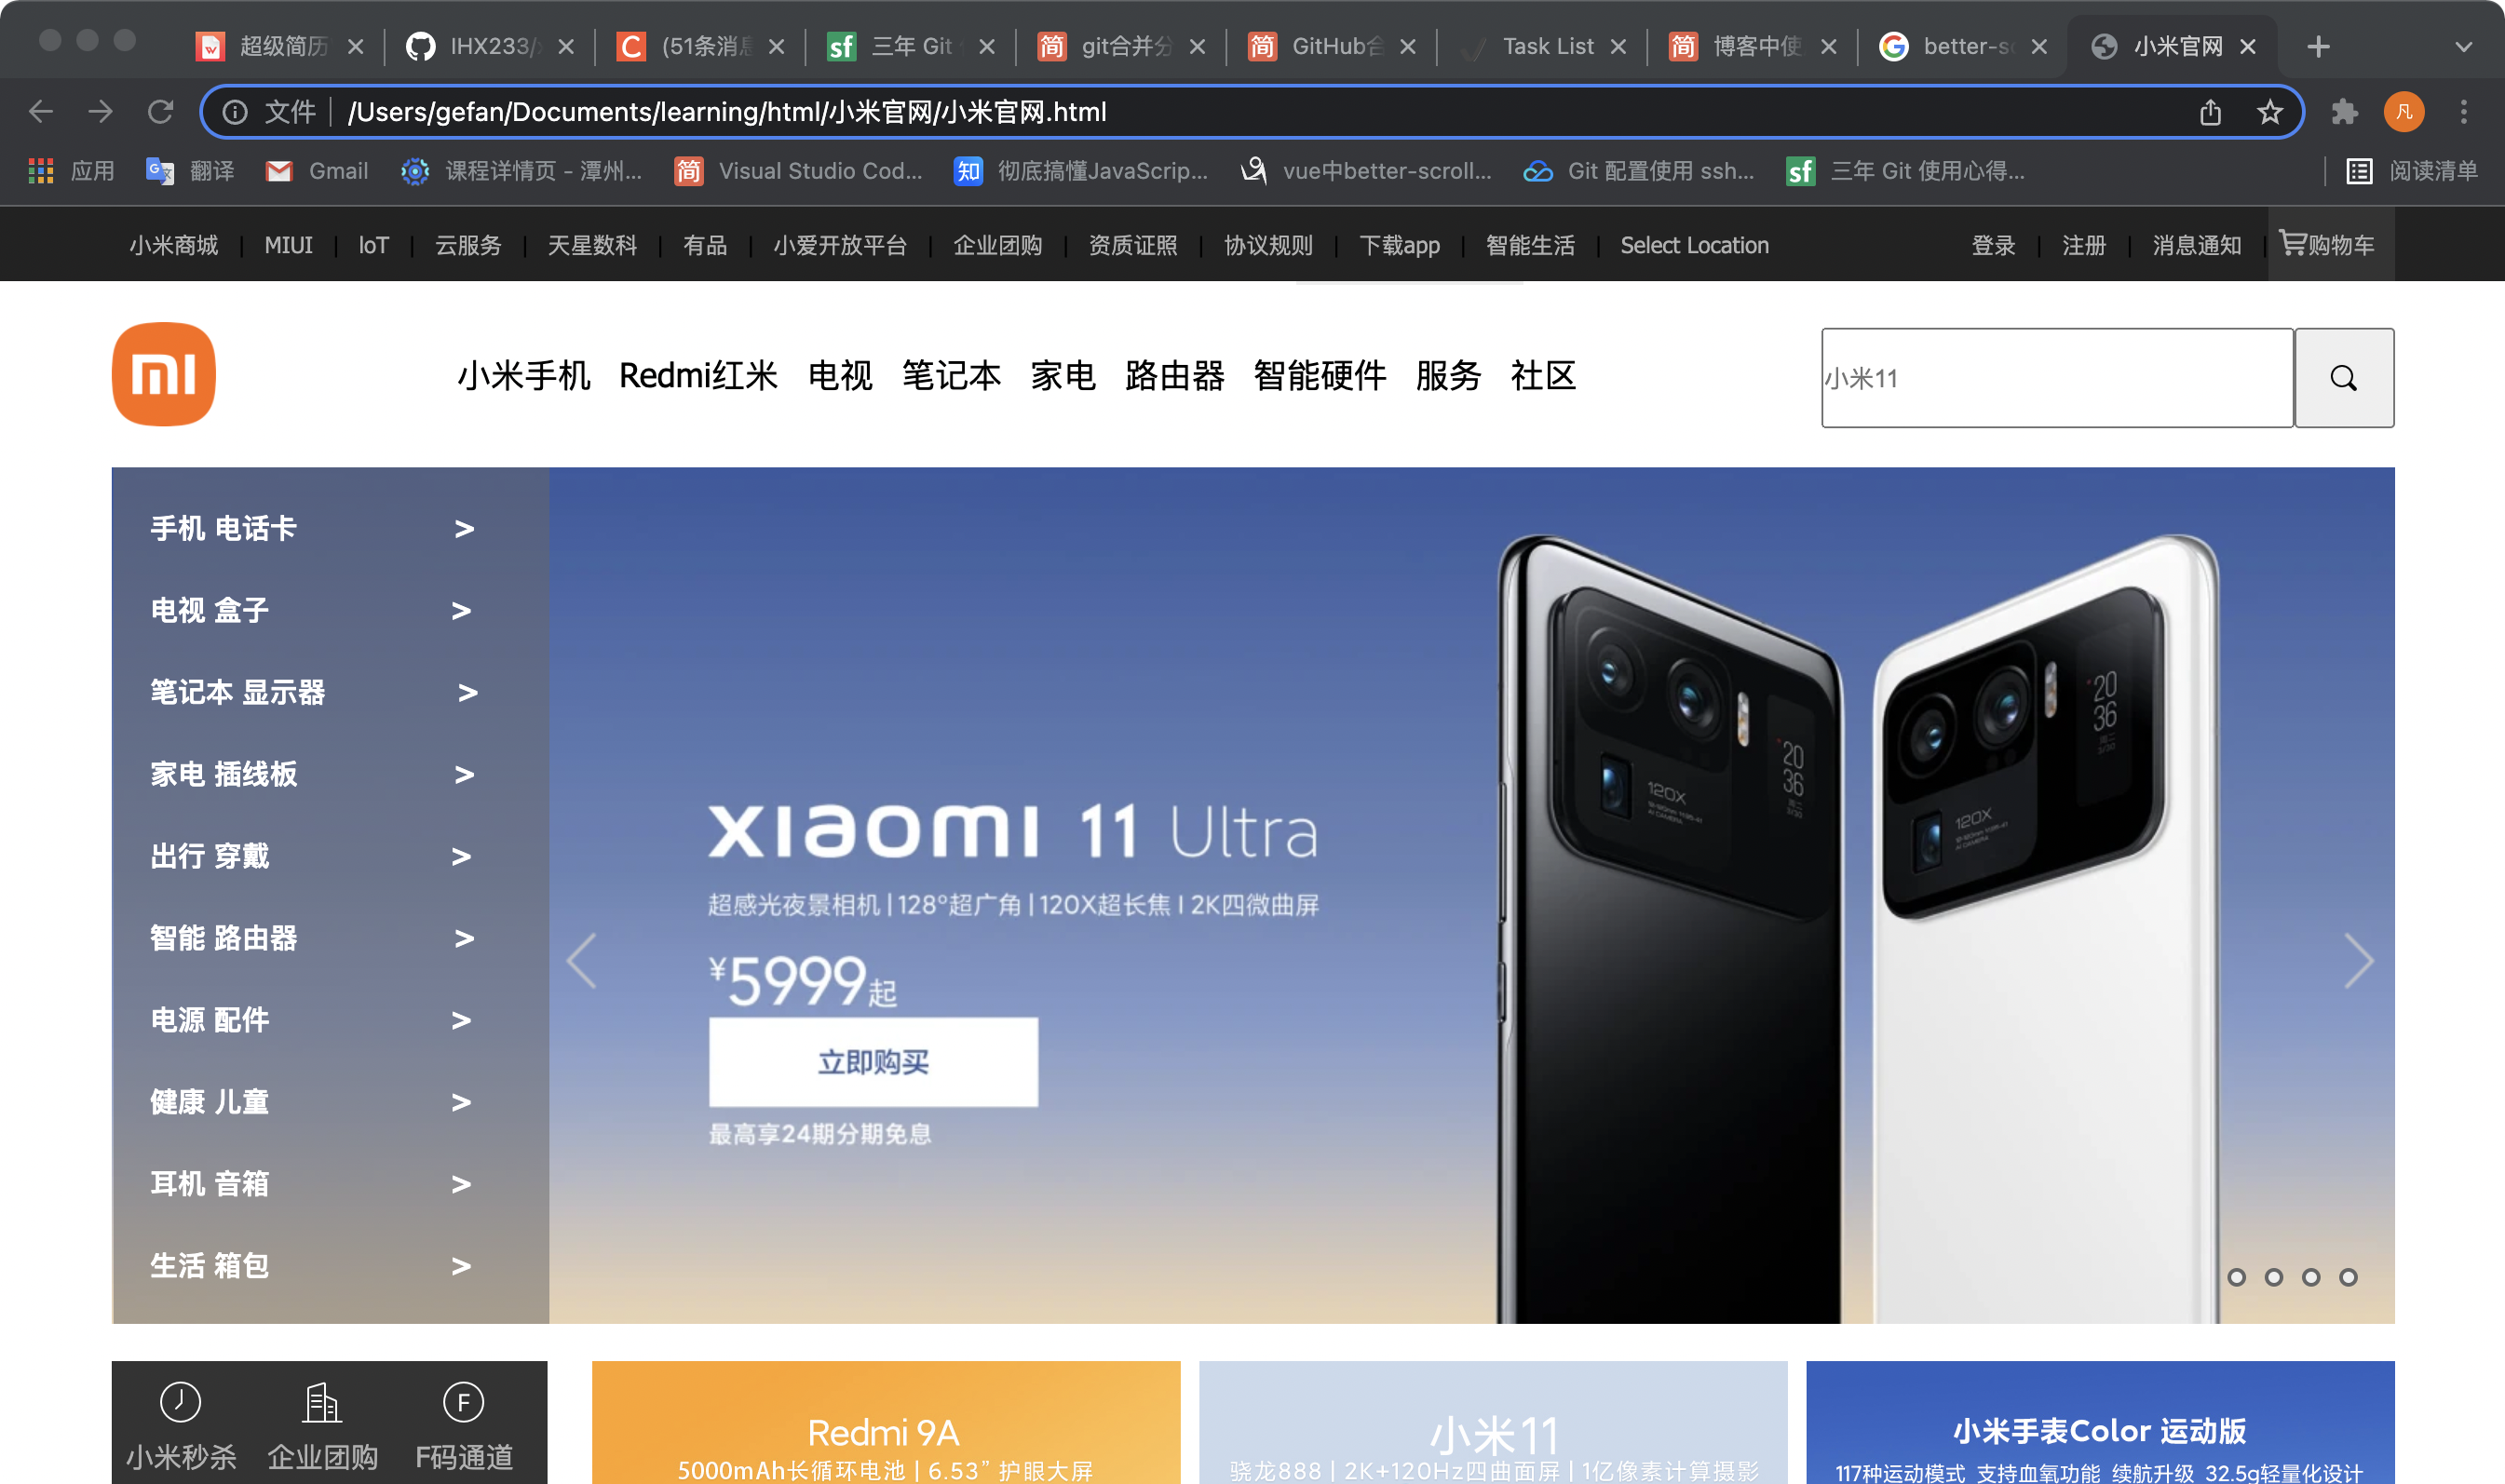 超级简历
IHX233/
(51条消息
三年 Git
git合并分
GitHub合
Task List
博客中使
better-sc
小米官网
文件
/Users/gefan/Documents/learning/html/小米官网/小米官网.html
凡
应用
翻译
Gmail
课程详情页 - 潭州...
Visual Studio Cod...
彻底搞懂JavaScrip...
vue中better-scroll...
Git 配置使用 ssh...
三年 Git 使用心得...
阅读清单
小米商城 | MIUI | IoT | 云服务 | 天星数科 | 有品 | 小爱开放平台 | 企业团购 | 资质证照 | 协议规则 | 下载app | 智能生活 | Select Location
登录 | 注册 | 消息通知 | 购物车
小米手机 Redmi红米 电视 笔记本 家电 路由器 智能硬件 服务 社区
小米11
手机 电话卡 >
电视 盒子 >
笔记本 显示器 >
家电 插线板 >
出行 穿戴 >
智能 路由器 >
电源 配件 >
健康 儿童 >
耳机 音箱 >
生活 箱包 >
xiaomi 11 Ultra
超感光夜景相机 | 128°超广角 | 120X超长焦 | 2K四微曲屏
¥5999起
立即购买
最高享24期分期免息
120X
20
36
120X
20
36
小米秒杀
企业团购
F码通道
Redmi 9A
5000mAh长循环电池 | 6.53” 护眼大屏
小米11
骁龙888 | 2K+120Hz四曲面屏 | 1亿像素计算摄影
小米手表Color 运动版
117种运动模式 支持血氧功能 续航升级 32.5g轻量化设计